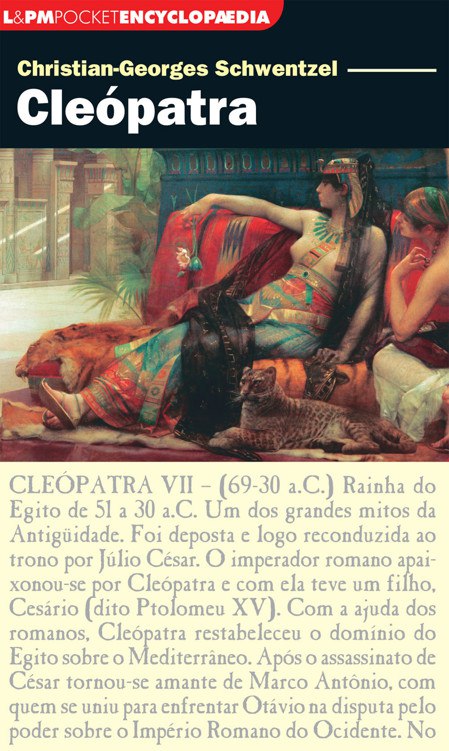 L&PMPOCKETENCYCLOPÆDIA
Christian-Georges Schwentzel
Cleópatra
CLEÓPATRA VII – (69-30 a.C.) Rainha do
Egito de 51 a 30 a.C. Um dos grandes mitos da
Antigüidade. Foi deposta e logo reconduzida ao
trono por Júlio César. O imperador romano apai-
xonou-se por Cleópatra e com ela teve um filho,
Cesário (dito Ptolomeu XV). Com a ajuda dos
romanos, Cleópatra restabeleceu o domínio do
Egito sobre o Mediterrâneo. Após o assassinato de
César tornou-se amante de Marco Antônio, com
quem se uniu para enfrentar Otávio na disputa pelo
poder sobre o Império Romano do Ocidente. No